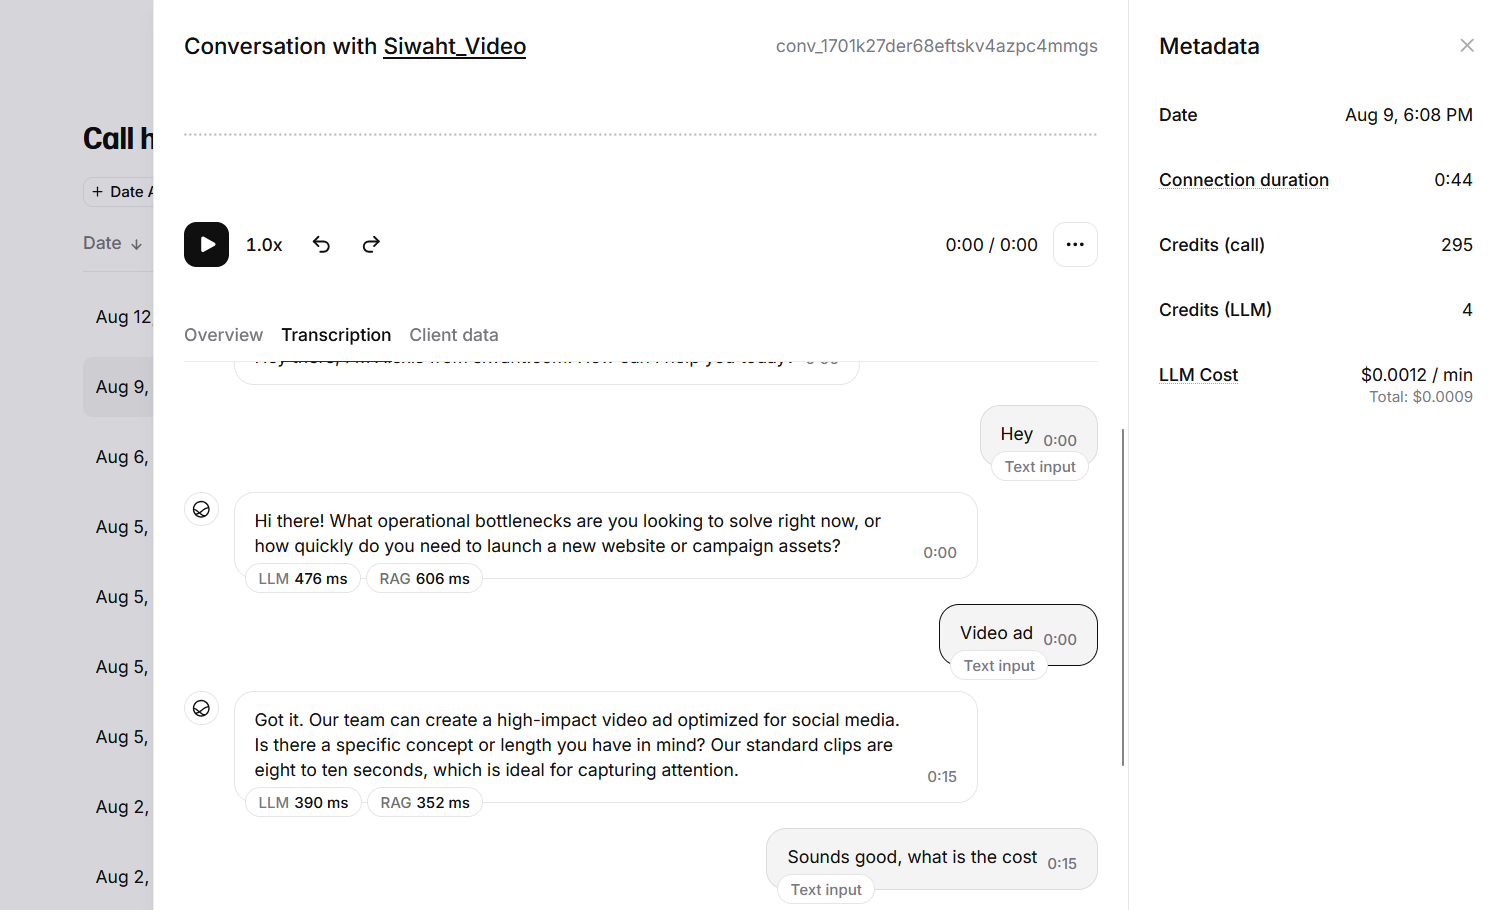 Conversation with Siwaht_Video
conv_1701k27der68eftskv4azpc4mmgs
Metadata
Date
Aug 9, 6:08 PM
Call h
+ Date A
Connection duration
0:44
Date ↓
1.0x
0:00 / 0:00
Credits (call)
295
Aug 12
Credits (LLM)
4
Overview
Transcription
Client data
Aug 9,
LLM Cost
$0.0012 / min
Total: $0.0009
Hey
0:00
Text input
Aug 6,
Hi there! What operational bottlenecks are you looking to solve right now, or
how quickly do you need to launch a new website or campaign assets?
0:00
LLM 476 ms
RAG 606 ms
Aug 5,
Aug 5,
Video ad
0:00
Text input
Aug 5,
Got it. Our team can create a high-impact video ad optimized for social media.
Is there a specific concept or length you have in mind? Our standard clips are
eight to ten seconds, which is ideal for capturing attention.
0:15
LLM 390 ms
RAG 352 ms
Aug 5,
Aug 2,
Sounds good, what is the cost
0:15
Text input
Aug 2,